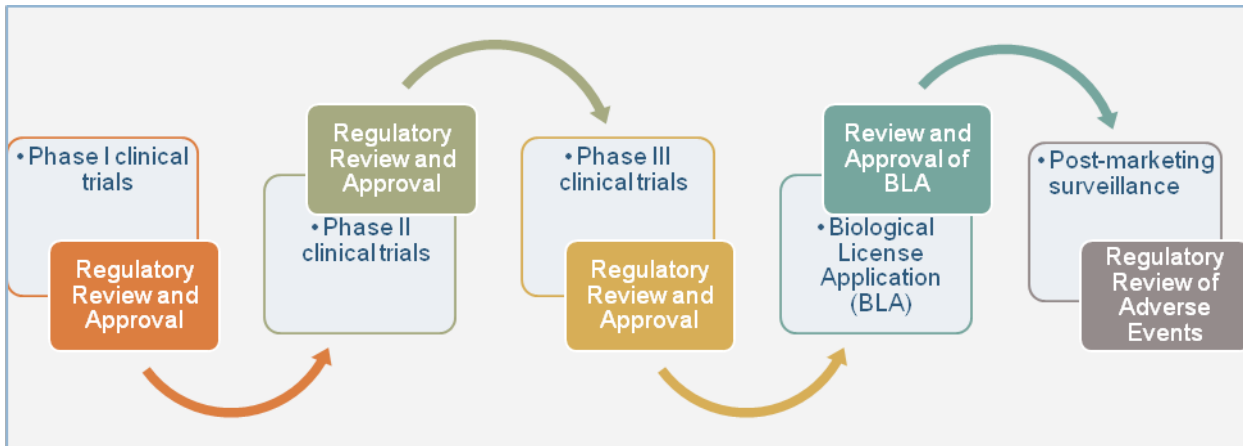 • Phase I clinical
trials
Regulatory
Review and
Approval
Regulatory
Review and
Approval
• Phase II
clinical trials
• Phase III
clinical trials
Regulatory
Review and
Approval
Review and
Approval of
BLA
• Biological
License
Application
(BLA)
• Post-marketing
surveillance
Regulatory
Review of
Adverse
Events